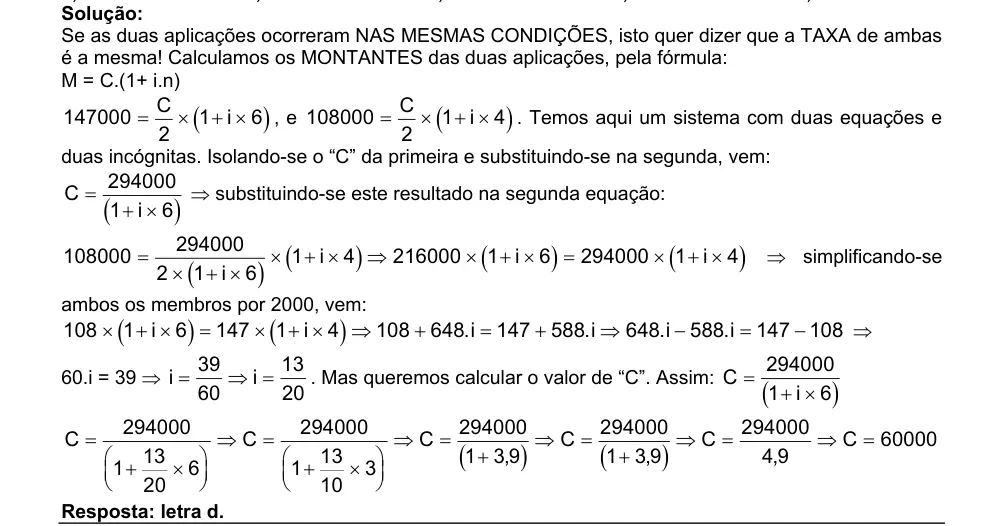 Solução:
Se as duas aplicações ocorreram NAS MESMAS CONDIÇÕES, isto quer dizer que a TAXA de ambas
é a mesma! Calculamos os MONTANTES das duas aplicações, pela fórmula:
M = C.(1+ i.n)
147000 = C/2 × (1+ i × 6), e 108000 = C/2 × (1+ i × 4). Temos aqui um sistema com duas equações e
duas incógnitas. Isolando-se o “C” da primeira e substituindo-se na segunda, vem:
C = 294000/(1+ i × 6) ⇒ substituindo-se este resultado na segunda equação:
108000 = 294000/(2 × (1+ i × 6)) × (1+ i × 4) ⇒ 216000 × (1+ i × 6) = 294000 × (1+ i × 4) ⇒ simplificando-se
ambos os membros por 2000, vem:
108 × (1+ i × 6) = 147 × (1+ i × 4) ⇒ 108 + 648.i = 147 + 588.i ⇒ 648.i − 588.i = 147 − 108 ⇒
60.i = 39 ⇒ i = 39/60 ⇒ i = 13/20 . Mas queremos calcular o valor de “C”. Assim: C = 294000/(1+ i × 6)
C = 294000/(1+ 13/20 × 6) ⇒ C = 294000/(1+ 13/10 × 3) ⇒ C = 294000/(1+ 3,9) ⇒ C = 294000/(1+ 3,9) ⇒ C = 294000/4,9 ⇒ C = 60000
Resposta: letra d.